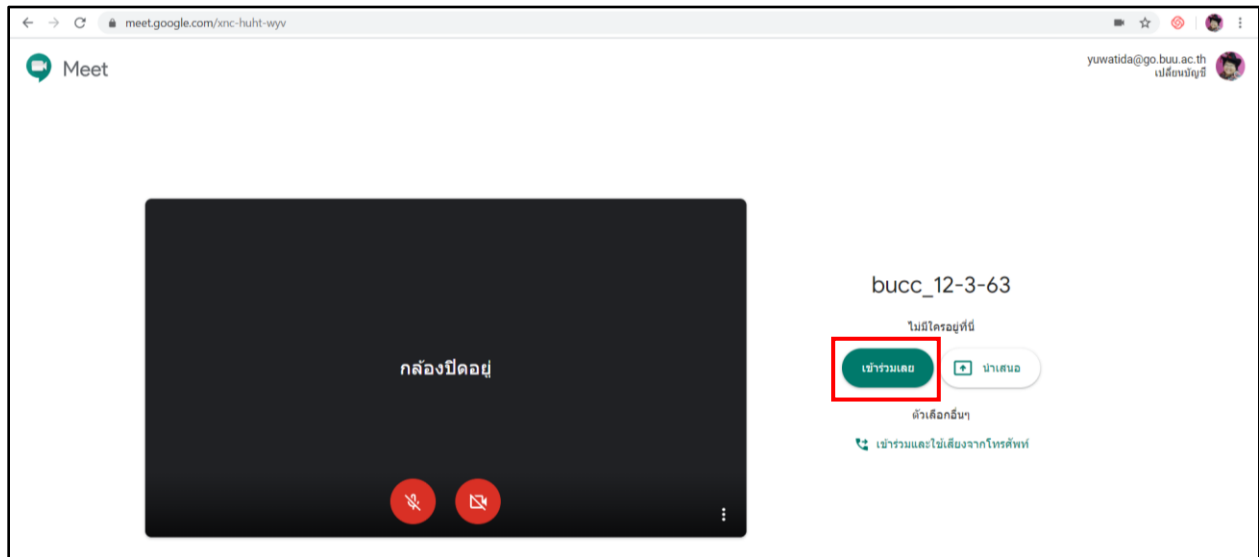 meet.google.com/xnc-huht-wyv
Meet
yuwatida@go.buu.ac.th
เปลี่ยนบัญชี
กล้องปิดอยู่
bucc_12-3-63
ไม่มีใครอยู่ที่นี่
เข้าร่วมเลย
นำเสนอ
ตัวเลือกอื่นๆ
เข้าร่วมและใช้เสียงจากโทรศัพท์